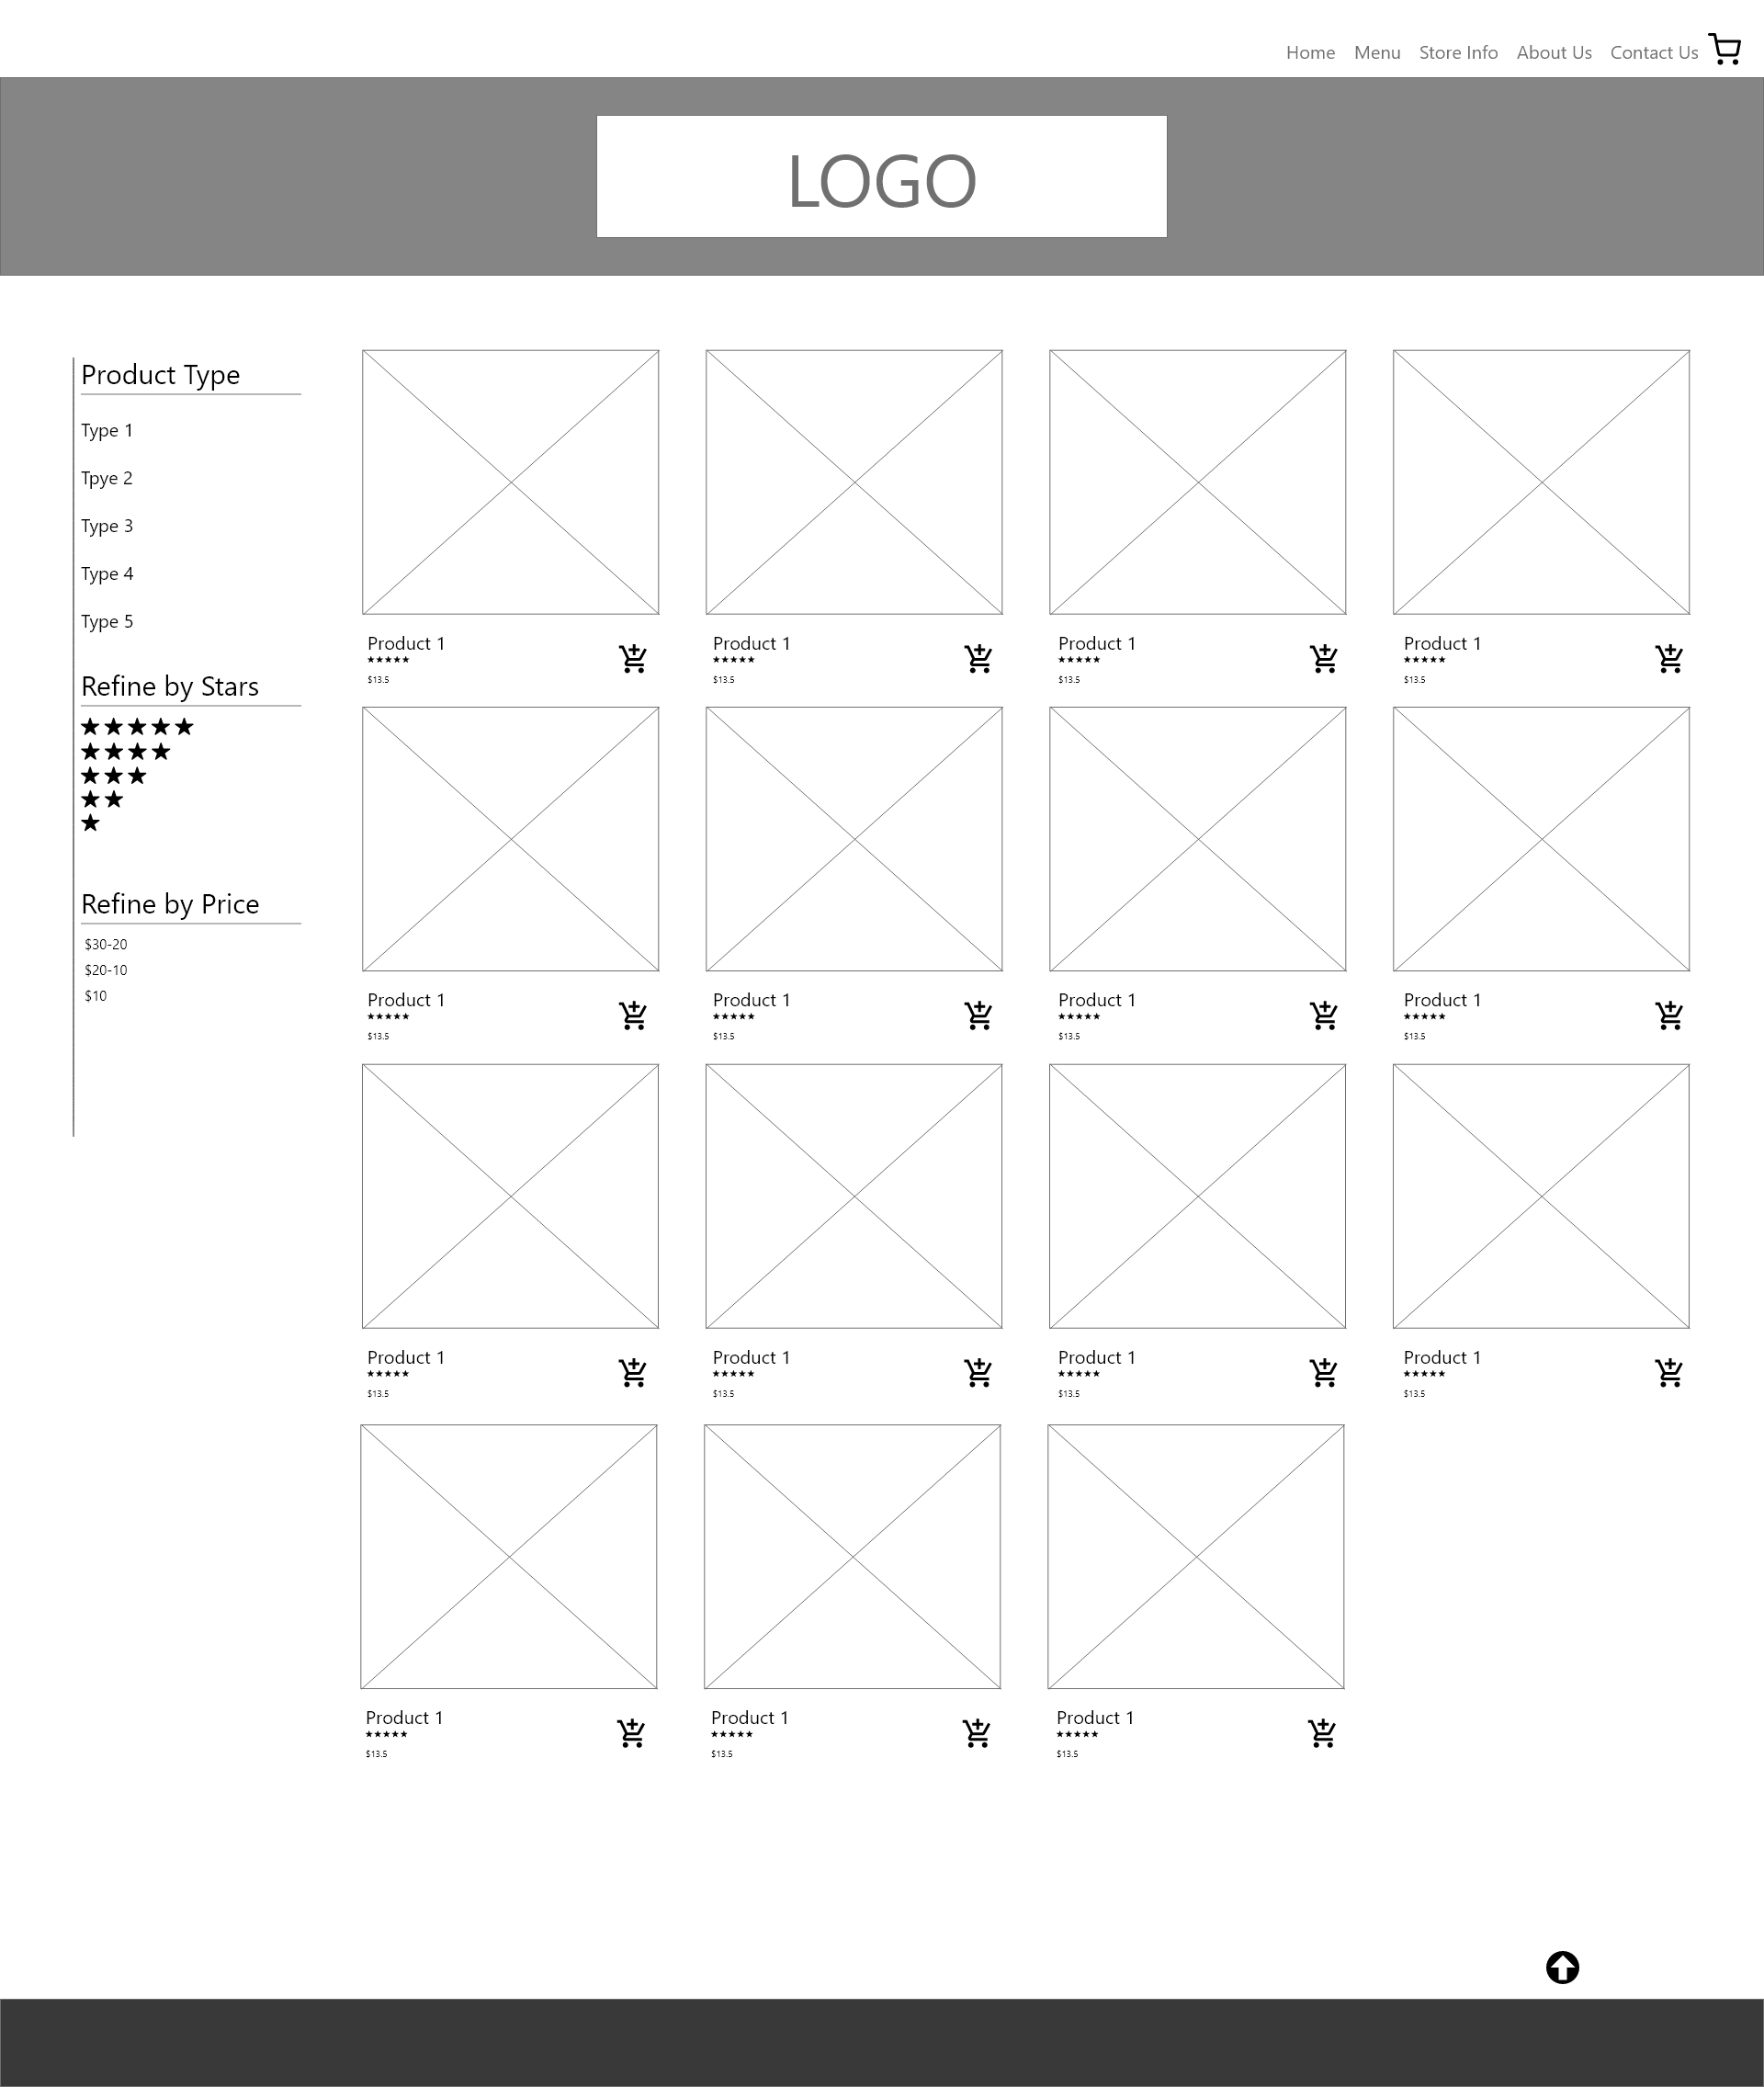 Home Menu Store Info About Us Contact Us
LOGO
Product Type
Type 1
Tpye 2
Type 3
Type 4
Type 5
Refine by Stars
Refine by Price
$30-20
$20-10
$10
Product 1
$13.5
Product 1
$13.5
Product 1
$13.5
Product 1
$13.5
Product 1
$13.5
Product 1
$13.5
Product 1
$13.5
Product 1
$13.5
Product 1
$13.5
Product 1
$13.5
Product 1
$13.5
Product 1
$13.5
Product 1
$13.5
Product 1
$13.5
Product 1
$13.5